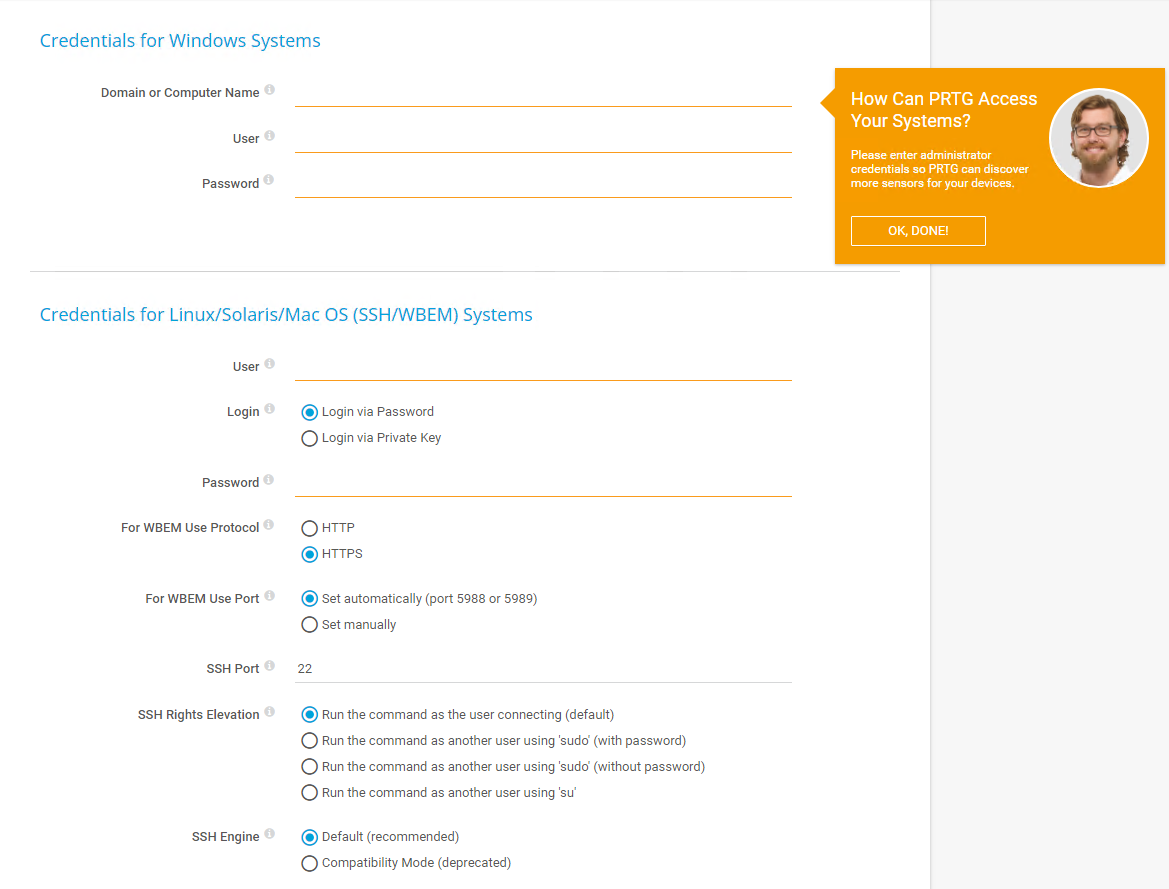 Credentials for Windows Systems
Domain or Computer Name
User
Password
How Can PRTG Access
Your Systems?
Please enter administrator
credentials so PRTG can discover
more sensors for your devices.
OK, DONE!
Credentials for Linux/Solaris/Mac OS (SSH/WBEM) Systems
User
Login
Login via Password
Login via Private Key
Password
For WBEM Use Protocol
HTTP
HTTPS
For WBEM Use Port
Set automatically (port 5988 or 5989)
Set manually
SSH Port
22
SSH Rights Elevation
Run the command as the user connecting (default)
Run the command as another user using 'sudo' (with password)
Run the command as another user using 'sudo' (without password)
Run the command as another user using 'su'
SSH Engine
Default (recommended)
Compatibility Mode (deprecated)